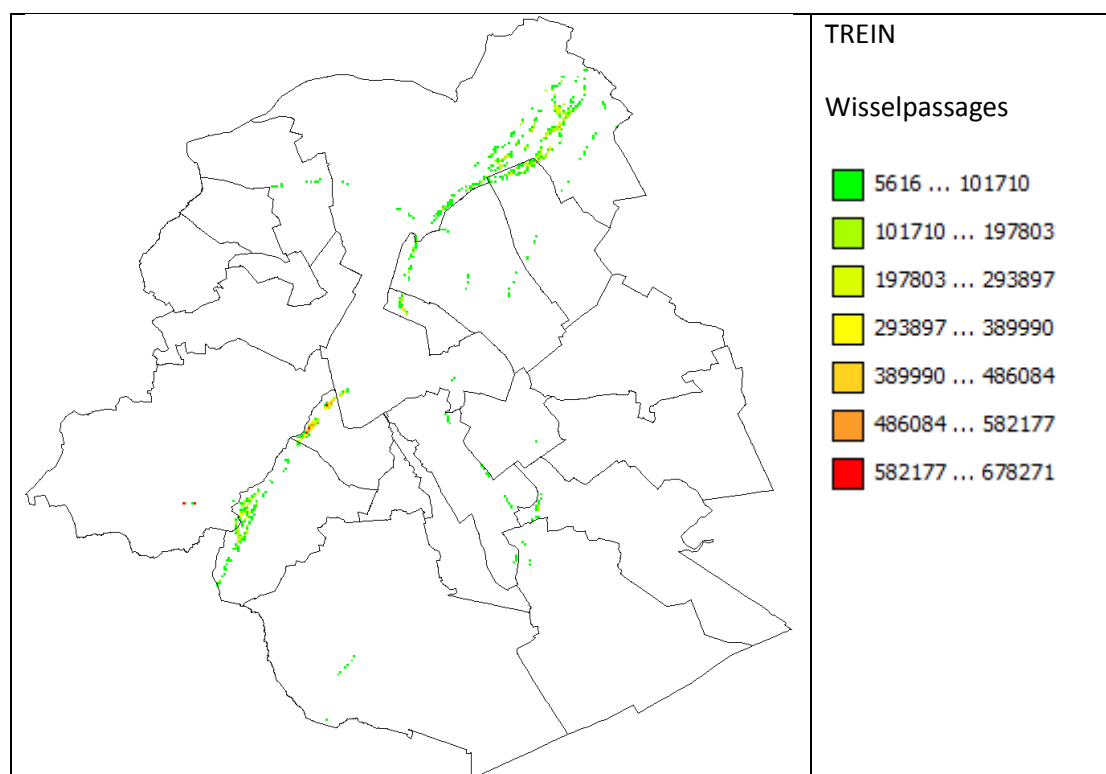 TREIN
Wisselpassages
5616 ... 101710
101710 ... 197803
197803 ... 293897
293897 ... 389990
389990 ... 486084
486084 ... 582177
582177 ... 678271